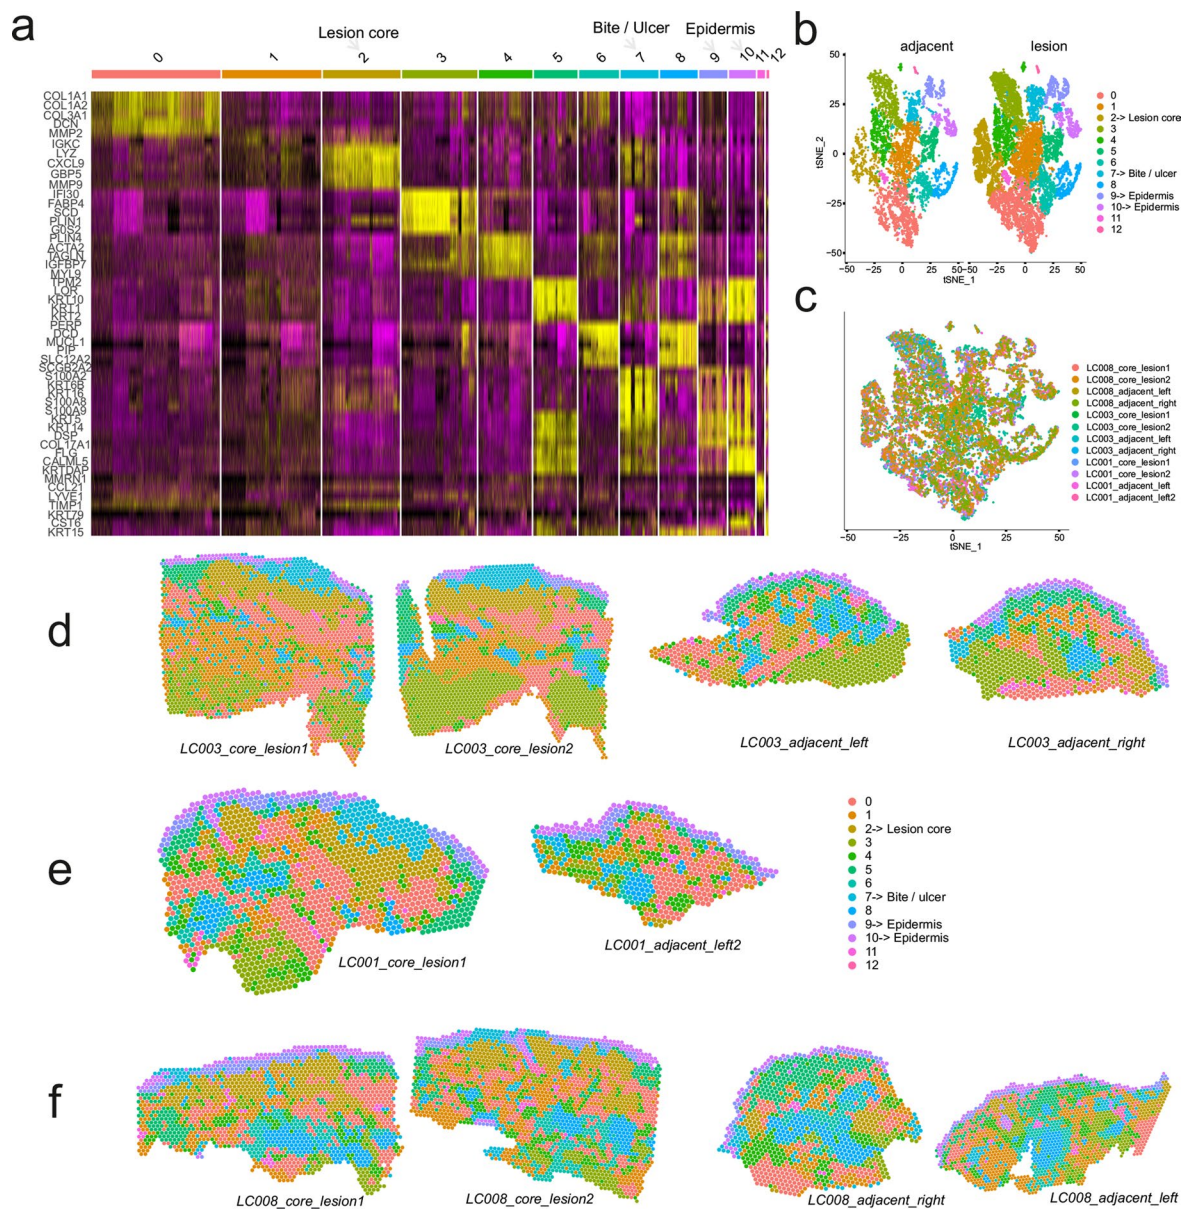 a
Lesion core
Bite / Ulcer
Epidermis
0
1
2
3
4
5
6
7
8
9
10
11
12
COL1A1
COL1A2
COL3A1
DCN
MMP2
IGKC
LYZ
CXCL9
GBP5
MMP9
IFI30
FABP4
SCD
PLIN1
G0S2
PLIN4
ACTA2
TAGLN
IGFBP7
MYL9
TPM2
LOR
KRT10
KRT1
KRT2
PERP
DCD
MUCL1
PIP
SLC12A2
SCGB2A2
S100A2
KRT6B
KRT16
S100A8
S100A9
KRT5
KRT14
DSP
COL17A1
FLG
CALML5
KRTDAP
MMRN1
CCL21
LYVE1
TIMP1
KRT79
CST6
KRT15
b
adjacent
lesion
50
25
0
−25
−50
tSNE_2
−50
−25
0
25
50
−50
−25
0
25
50
tSNE_1
0
1
2-> Lesion core
3
4
5
6
7-> Bite / ulcer
8
9-> Epidermis
10-> Epidermis
11
12
c
LC008_core_lesion1
LC008_core_lesion2
LC008_adjacent_left
LC008_adjacent_right
LC003_core_lesion1
LC003_core_lesion2
LC003_adjacent_left
LC003_adjacent_right
LC001_core_lesion1
LC001_core_lesion2
LC001_adjacent_left
LC001_adjacent_left2
−50
−25
0
25
50
tSNE_1
d
LC003_core_lesion1
LC003_core_lesion2
LC003_adjacent_left
LC003_adjacent_right
e
LC001_core_lesion1
LC001_adjacent_left2
0
1
2-> Lesion core
3
4
5
6
7-> Bite / ulcer
8
9-> Epidermis
10-> Epidermis
11
12
f
LC008_core_lesion1
LC008_core_lesion2
LC008_adjacent_right
LC008_adjacent_left